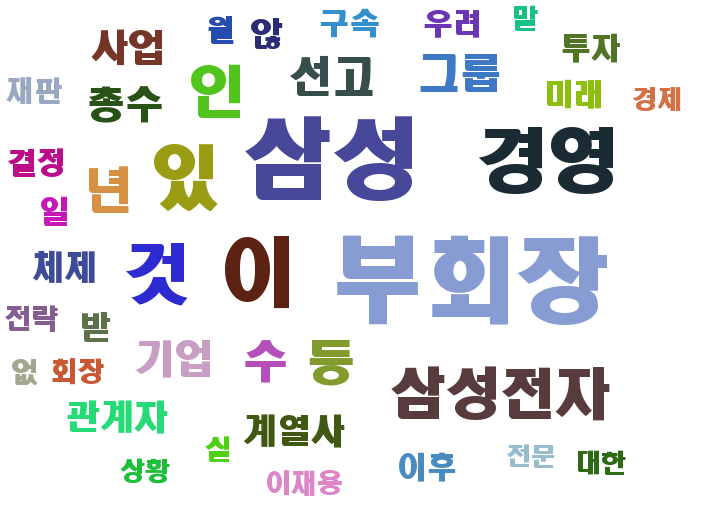 월 않 구속 우려 맡
사업 투자
재판 총수 인 선고 그룹 미래 경제
결정 년 있 삼성 경영
일
체제 것 이 부회장
전략 받
없 회장 기업 수 등 삼성전자
관계자 계열사
상황 싣 이재용 이후 전문 대한